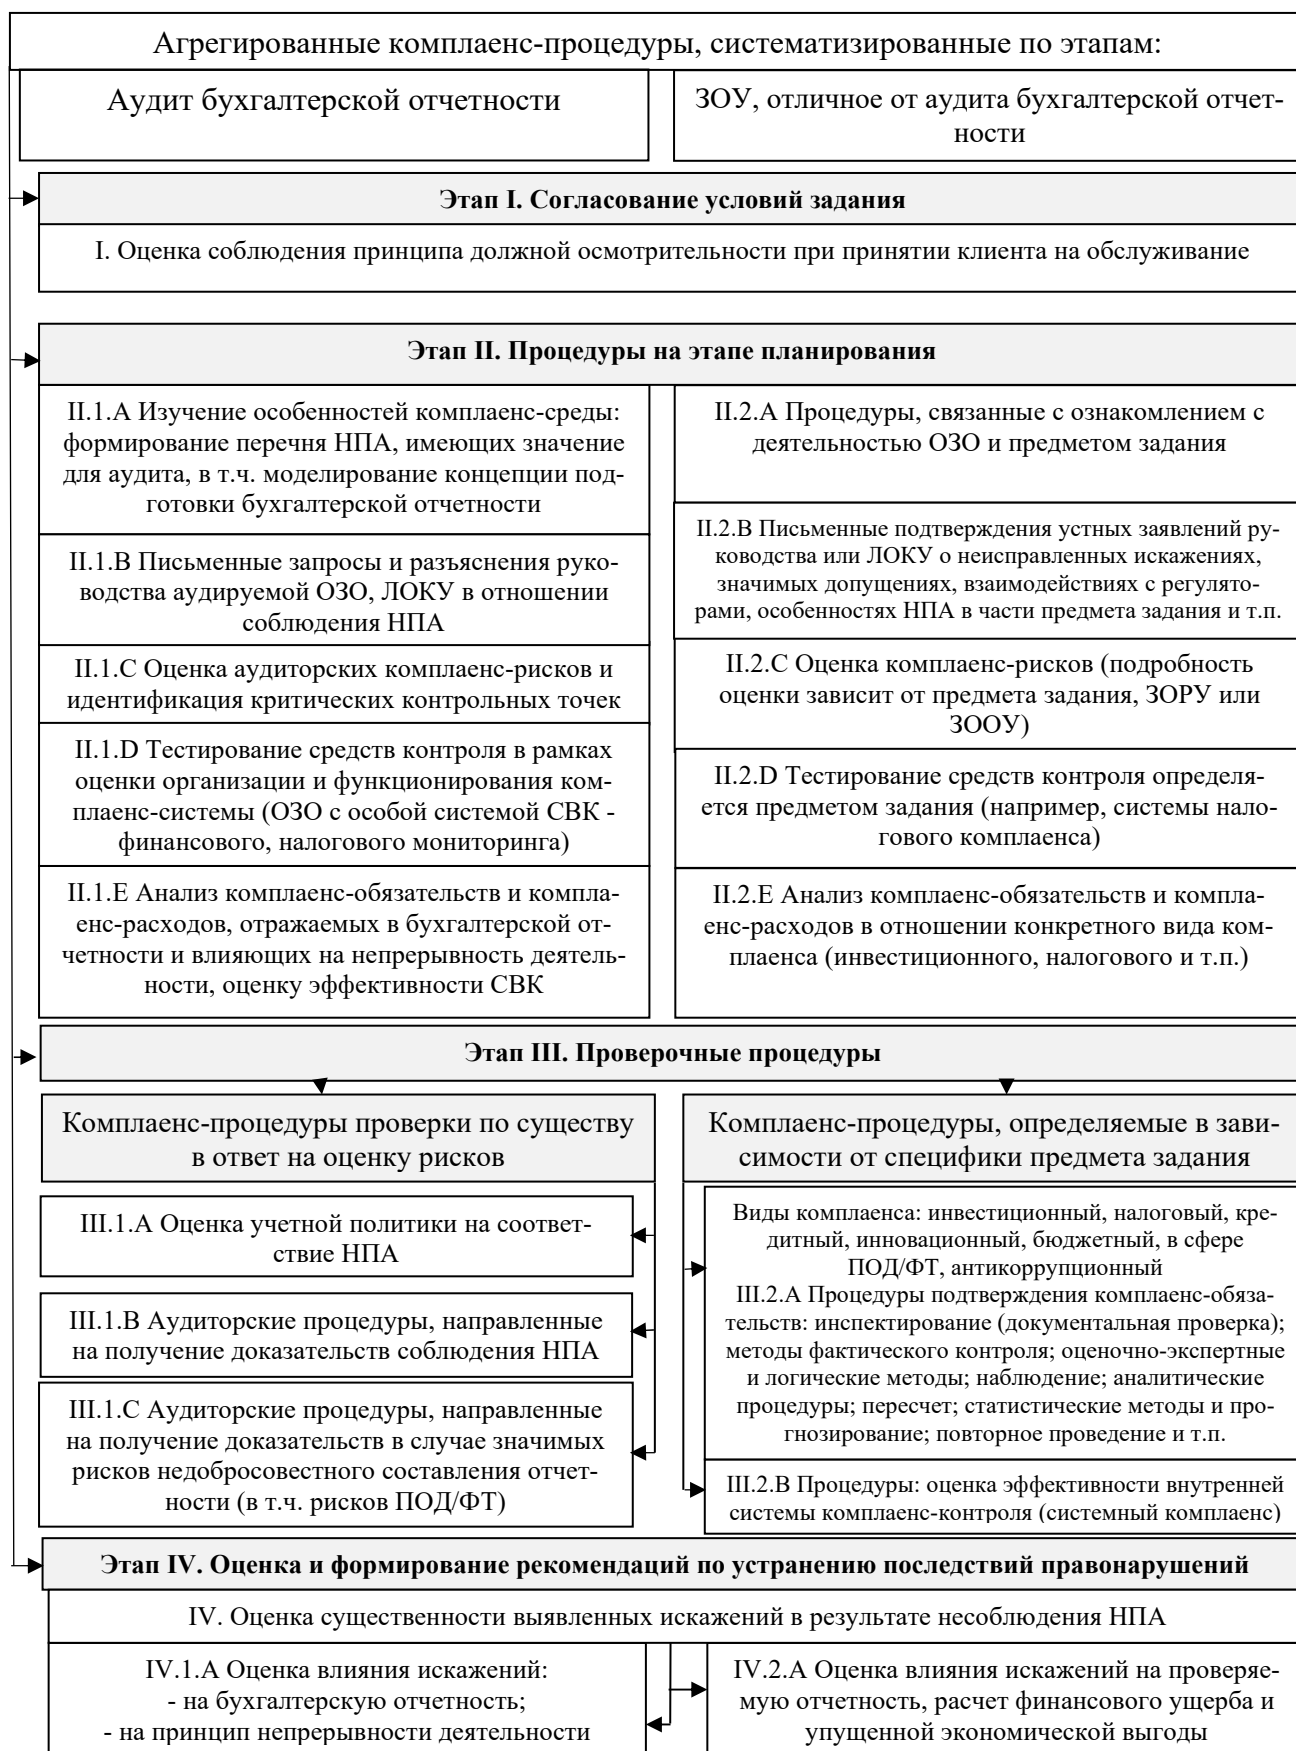 Агрегированные комплаенс-процедуры, систематизированные по этапам:
Аудит бухгалтерской отчетности
ЗОУ, отличное от аудита бухгалтерской отчет-
ности
Этап I. Согласование условий задания
I. Оценка соблюдения принципа должной осмотрительности при принятии клиента на обслуживание
Этап II. Процедуры на этапе планирования
II.1.A Изучение особенностей комплаенс-среды:
формирование перечня НПА, имеющих значение
для аудита, в т.ч. моделирование концепции под-
готовки бухгалтерской отчетности
II.2.A Процедуры, связанные с ознакомлением с
деятельностью ОЗО и предметом задания
II.1.B Письменные запросы и разъяснения руко-
водства аудируемой ОЗО, ЛОКУ в отношении
соблюдения НПА
II.2.B Письменные подтверждения устных заявлений ру-
ководства или ЛОКУ о неисправленных искажениях,
значимых допущениях, взаимодействиях с регулято-
рами, особенностях НПА в части предмета задания и т.п.
II.1.C Оценка аудиторских комплаенс-рисков и
идентификация критических контрольных точек
II.2.C Оценка комплаенс-рисков (подробность
оценки зависит от предмета задания, ЗОРУ или
ЗООУ)
II.1.D Тестирование средств контроля в рамках
оценки организации и функционирования ком-
плаенс-системы (ОЗО с особой системой СВК -
финансового, налогового мониторинга)
II.2.D Тестирование средств контроля определя-
ется предметом задания (например, системы нало-
гового комплаенса)
II.1.E Анализ комплаенс-обязательств и компла-
енс-расходов, отражаемых в бухгалтерской от-
четности и влияющих на непрерывность деятель-
ности, оценку эффективности СВК
II.2.E Анализ комплаенс-обязательств и компла-
енс-расходов в отношении конкретного вида ком-
плаенса (инвестиционного, налогового и т.п.)
Этап III. Проверочные процедуры
Комплаенс-процедуры проверки по существу
в ответ на оценку рисков
Комплаенс-процедуры, определяемые в зави-
симости от специфики предмета задания
III.1.A Оценка учетной политики на соответ-
ствие НПА
III.1.B Аудиторские процедуры, направленные
на получение доказательств соблюдения НПА
III.1.C Аудиторские процедуры, направленные
на получение доказательств в случае значимых
рисков недобросовестного составления отчет-
ности (в т.ч. рисков ПОД/ФТ)
Виды комплаенса: инвестиционный, налоговый, кре-
дитный, инновационный, бюджетный, в сфере
ПОД/ФТ, антикоррупционный
III.2.A Процедуры подтверждения комплаенс-обяза-
тельств: инспектирование (документальная проверка);
методы фактического контроля; оценочно-экспертные
и логические методы; наблюдение; аналитические
процедуры; пересчет; статистические методы и про-
гнозирование; повторное проведение и т.п.
III.2.B Процедуры: оценка эффективности внутренней
системы комплаенс-контроля (системный комплаенс)
Этап IV. Оценка и формирование рекомендаций по устранению последствий правонарушений
IV. Оценка существенности выявленных искажений в результате несоблюдения НПА
IV.1.A Оценка влияния искажений:
- на бухгалтерскую отчетность;
- на принцип непрерывности деятельности
IV.2.A Оценка влияния искажений на проверяе-
мую отчетность, расчет финансового ущерба и
упущенной экономической выгоды